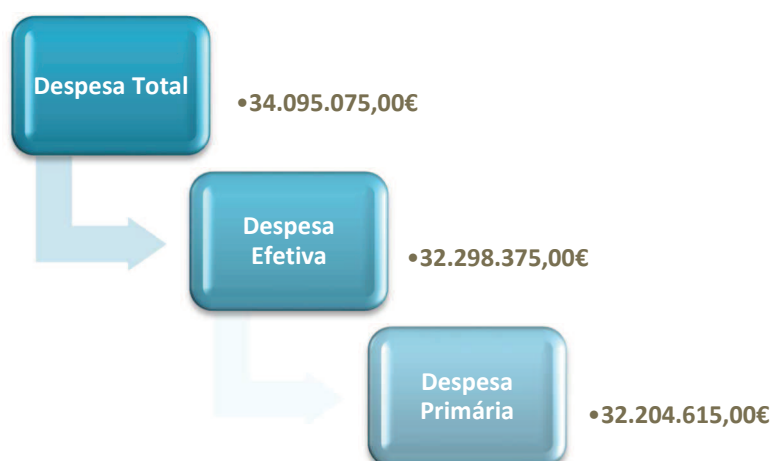 Despesa Total
•34.095.075,00€
Despesa
Efetiva
•32.298.375,00€
Despesa
Primária
•32.204.615,00€